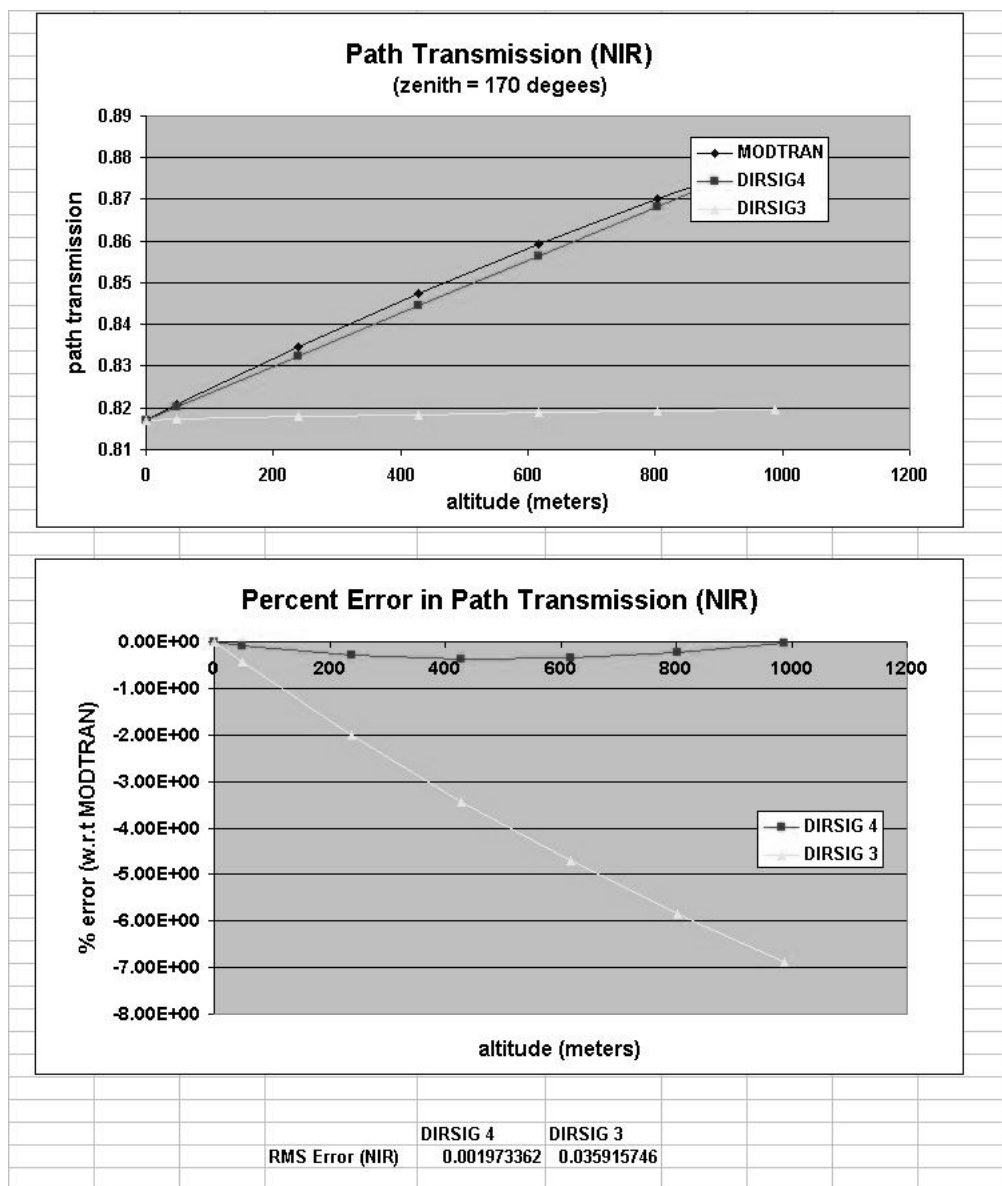 Path Transmission (NIR)
(zenith = 170 degees)
0.89
0.88
0.87
0.86
0.85
0.84
0.83
0.82
0.81
path transmission
MODTRAN
DIRSIG4
DIRSIG3
0 200 400 600 800 1000 1200
altitude (meters)
Percent Error in Path Transmission (NIR)
0.00E+00
-1.00E+00
-2.00E+00
-3.00E+00
-4.00E+00
-5.00E+00
-6.00E+00
-7.00E+00
-8.00E+00
% error (w.r.t MODTRAN)
0 200 400 600 800 1000 1200
DIRSIG 4
DIRSIG 3
altitude (meters)
DIRSIG 4 DIRSIG 3
RMS Error (NIR) 0.001973362 0.035915746